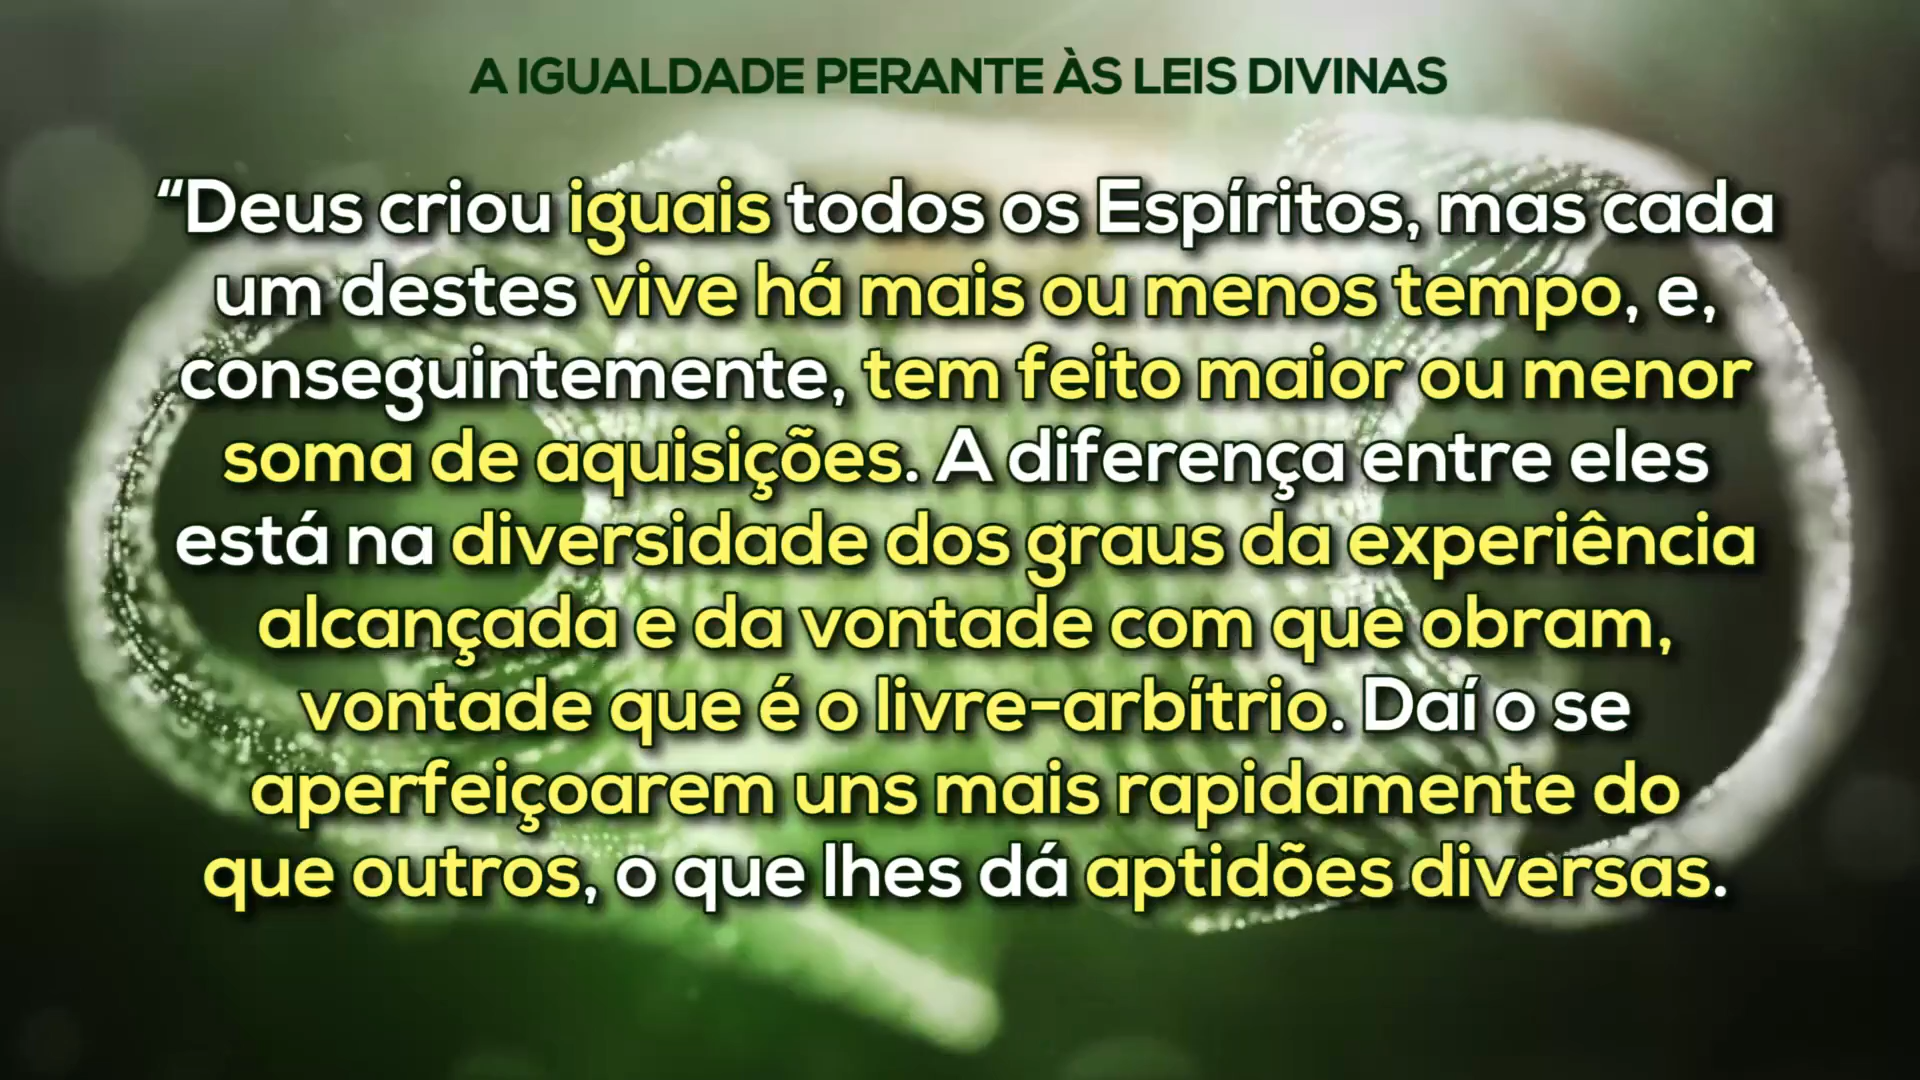 A IGUALDADE PERANTE ÀS LEIS DIVINAS
“Deus criou iguais todos os Espíritos, mas cada
um destes vive há mais ou menos tempo, e,
conseguintemente, tem feito maior ou menor
soma de aquisições. A diferença entre eles
está na diversidade dos graus da experiência
alcançada e da vontade com que obram,
vontade que é o livre-arbítrio. Daí o se
aperfeiçoarem uns mais rapidamente do
que outros, o que lhes dá aptidões diversas.